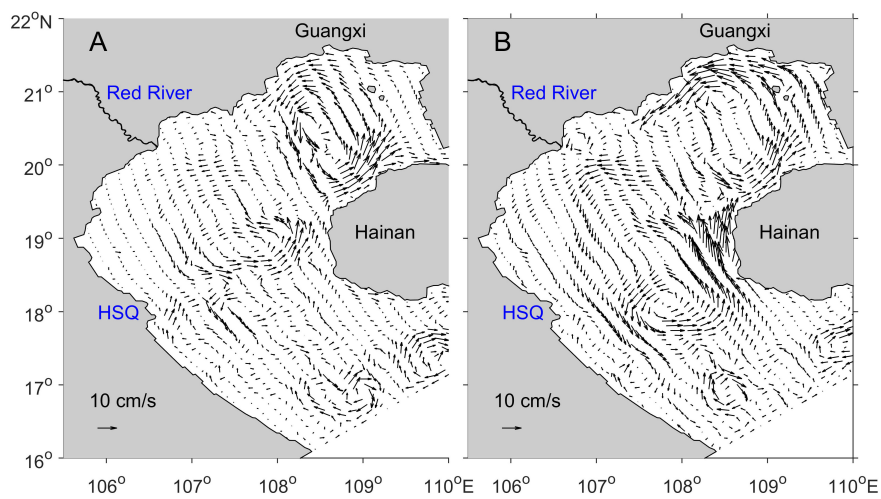 22°N
21°
20°
19°
18°
17°
16°
A
Guangxi
Red River
Hainan
HSQ
10 cm/s
106°
107°
108°
109°
110°E
B
Guangxi
Red River
Hainan
HSQ
10 cm/s
106°
107°
108°
109°
110°E